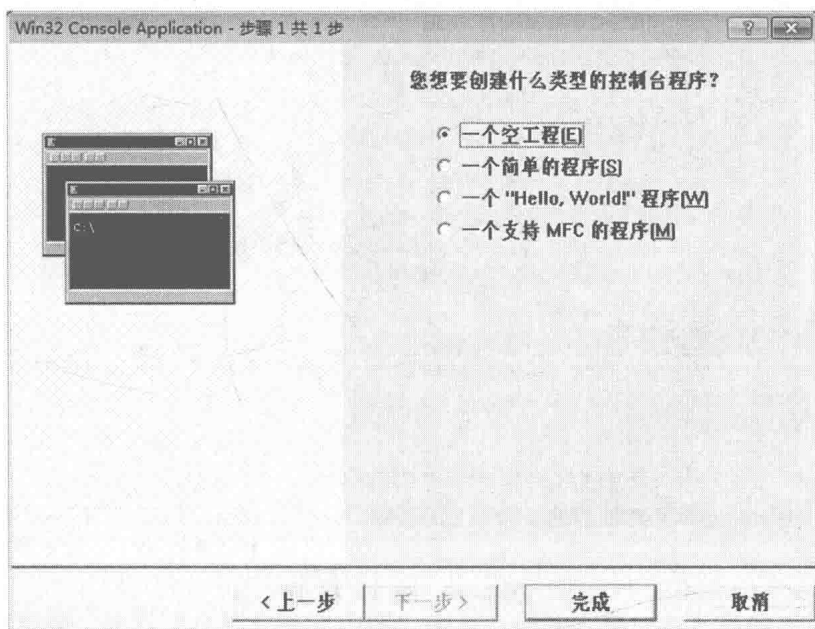 Win32 Console Application - 步骤 1 共 1 步
您想要创建什么类型的控制台程序?
一个空工程(E)
一个简单的程序(S)
一个 "Hello, World!" 程序(W)
一个支持 MFC 的程序(M)
C:\
< 上一步
下一步 >
完成
取消